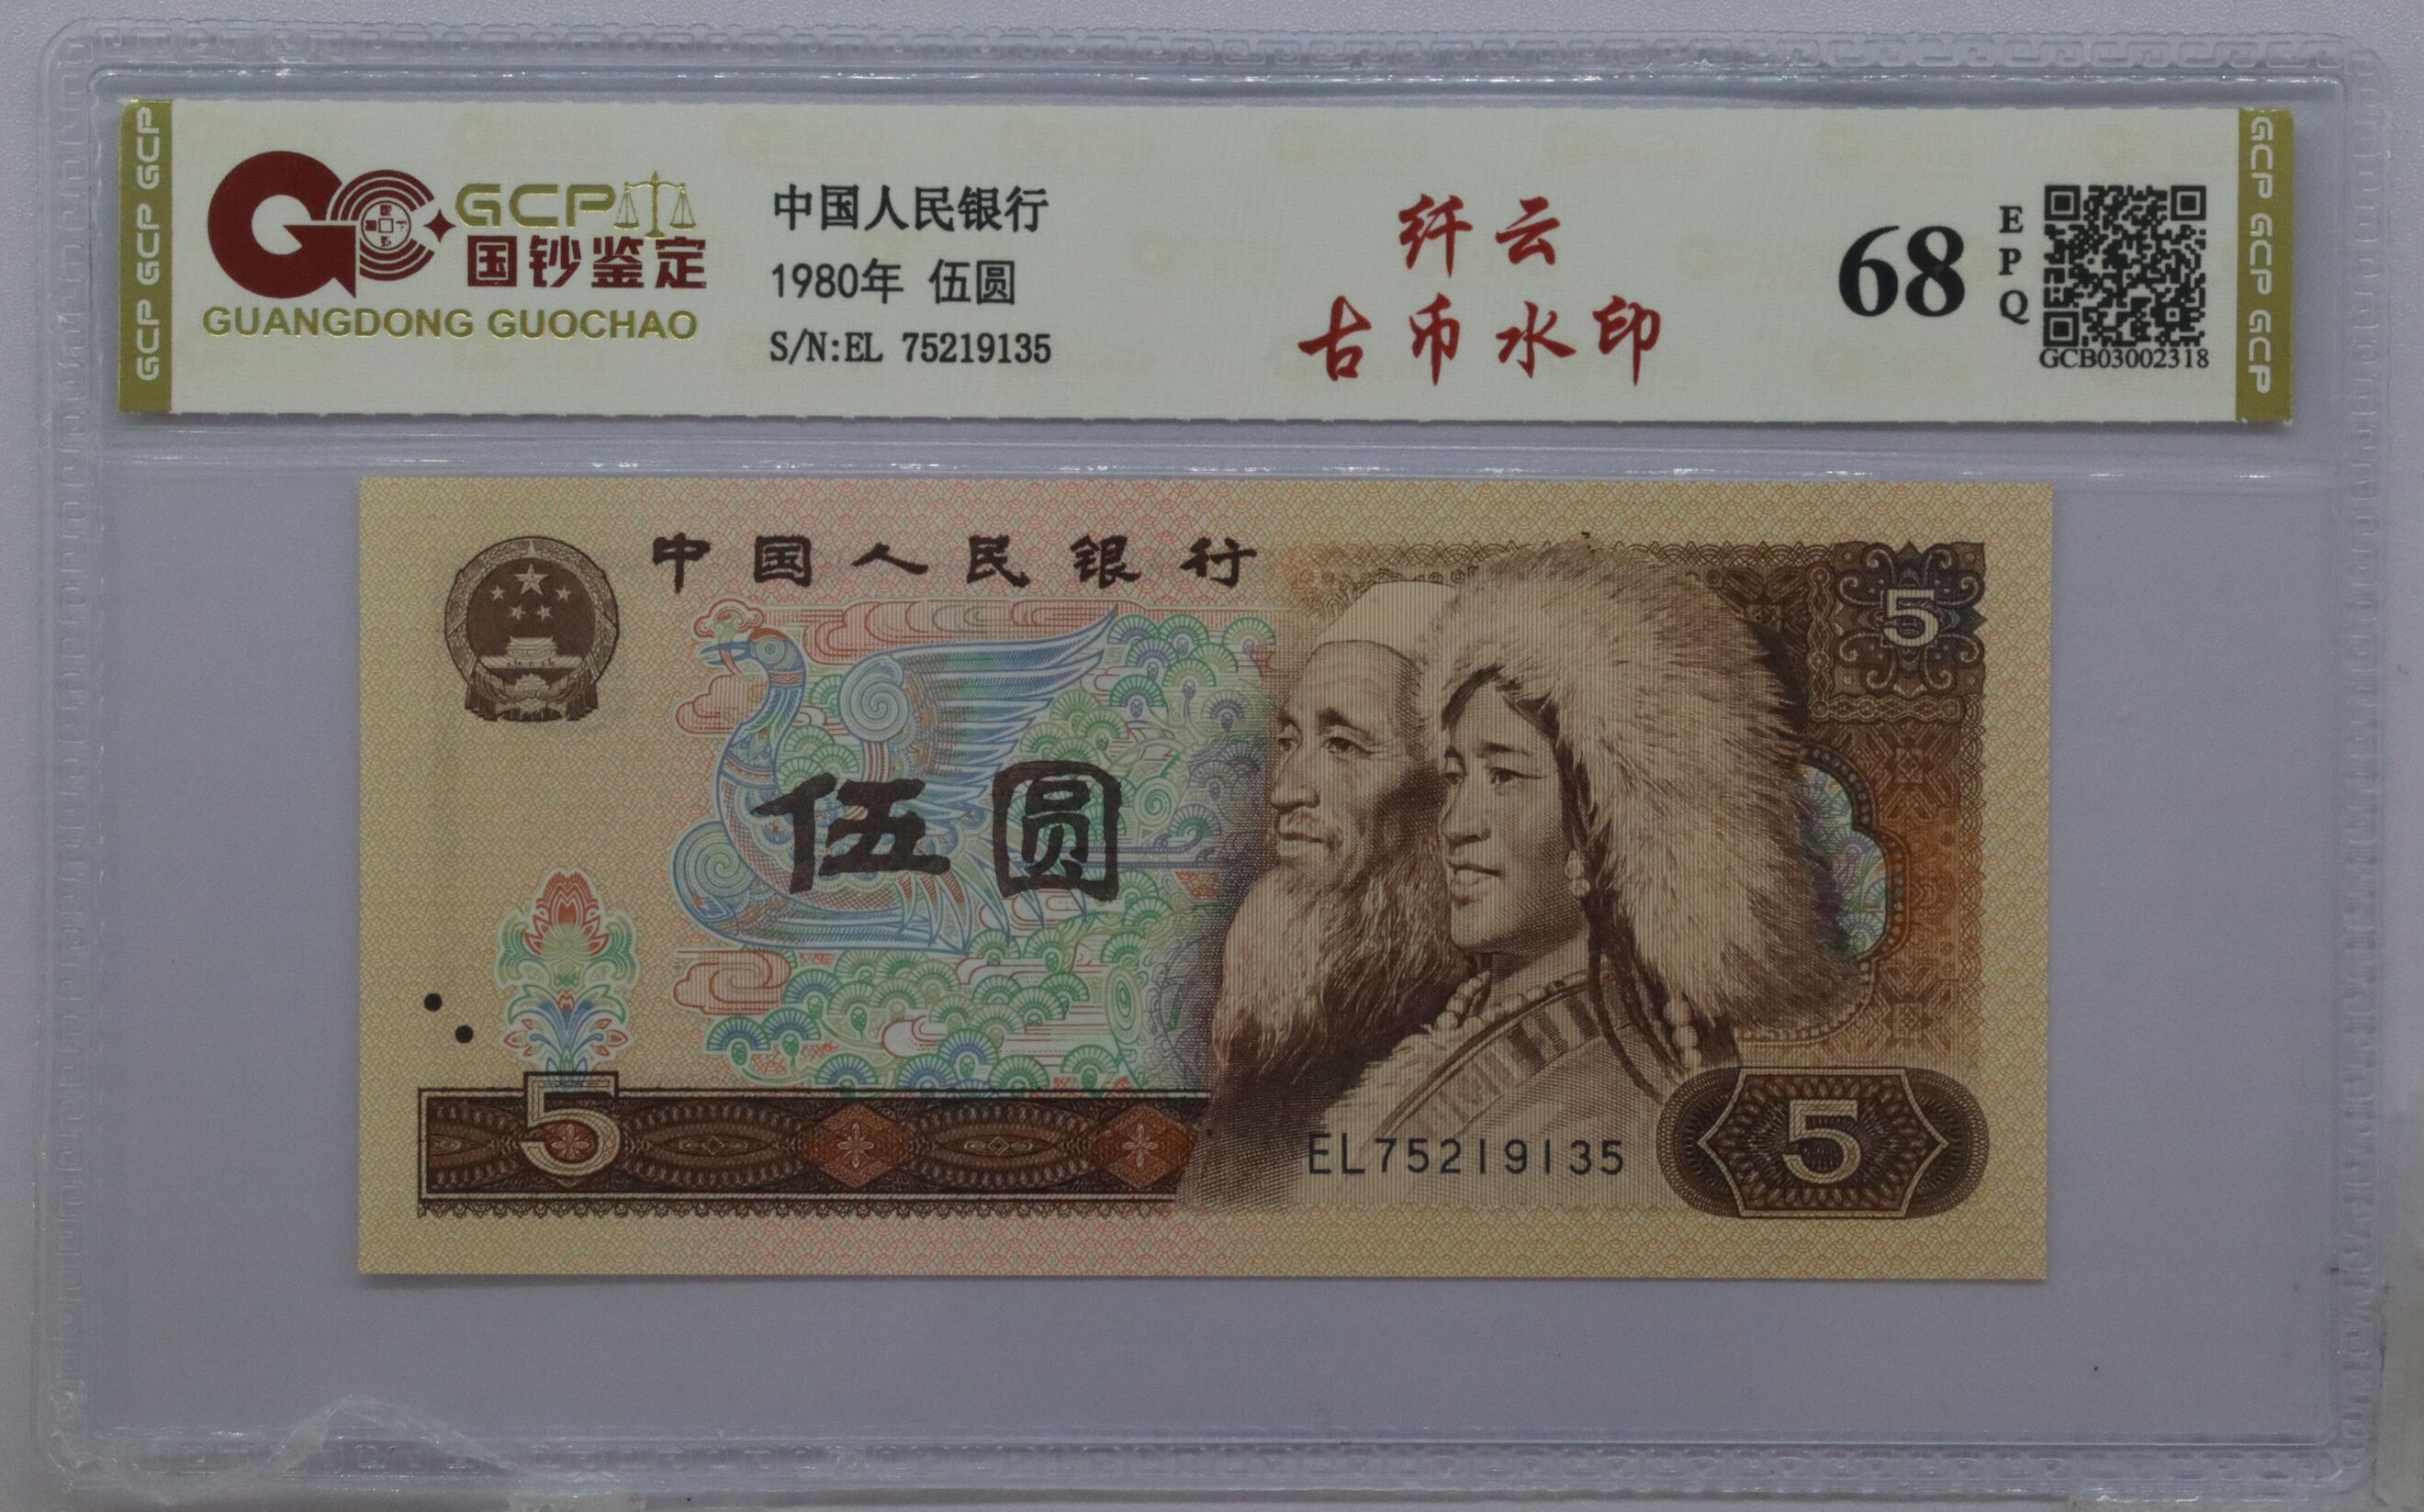 GCP GCP GCP
GCP
国钞鉴定
GUANGDONG GUOCHAO
中国人民银行
1980年 伍圆
S/N:EL 75219135
纤云
古币水印
68
EPQ
GCB03002318
GCP GCP GCP
中国人民银行
5
伍圆
5
EL75219135
5